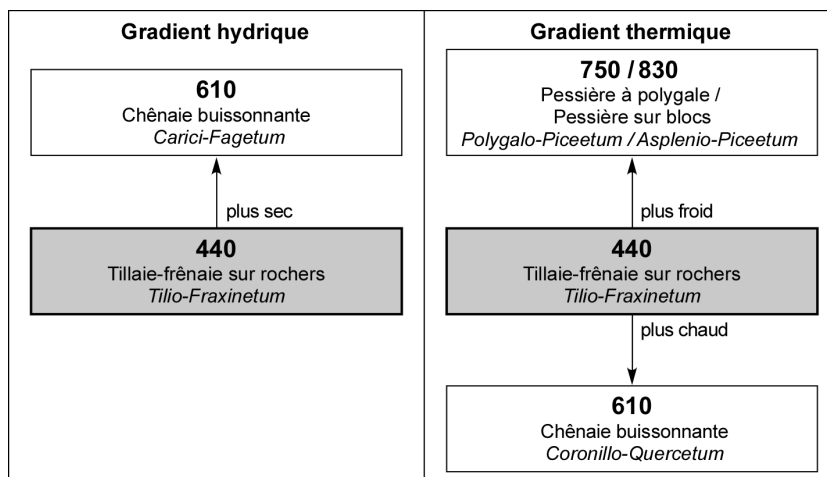 Gradient hydrique
610
Chênaie buissonnante
Carici-Fagetum
plus sec
440
Tillaie-frênaie sur rochers
Tilio-Fraxinetum
Gradient thermique
750 / 830
Pessière à polygale /
Pessière sur blocs
Polygalo-Piceetum / Asplenio-Piceetum
plus froid
440
Tillaie-frênaie sur rochers
Tilio-Fraxinetum
plus chaud
610
Chênaie buissonnante
Coronillo-Quercetum